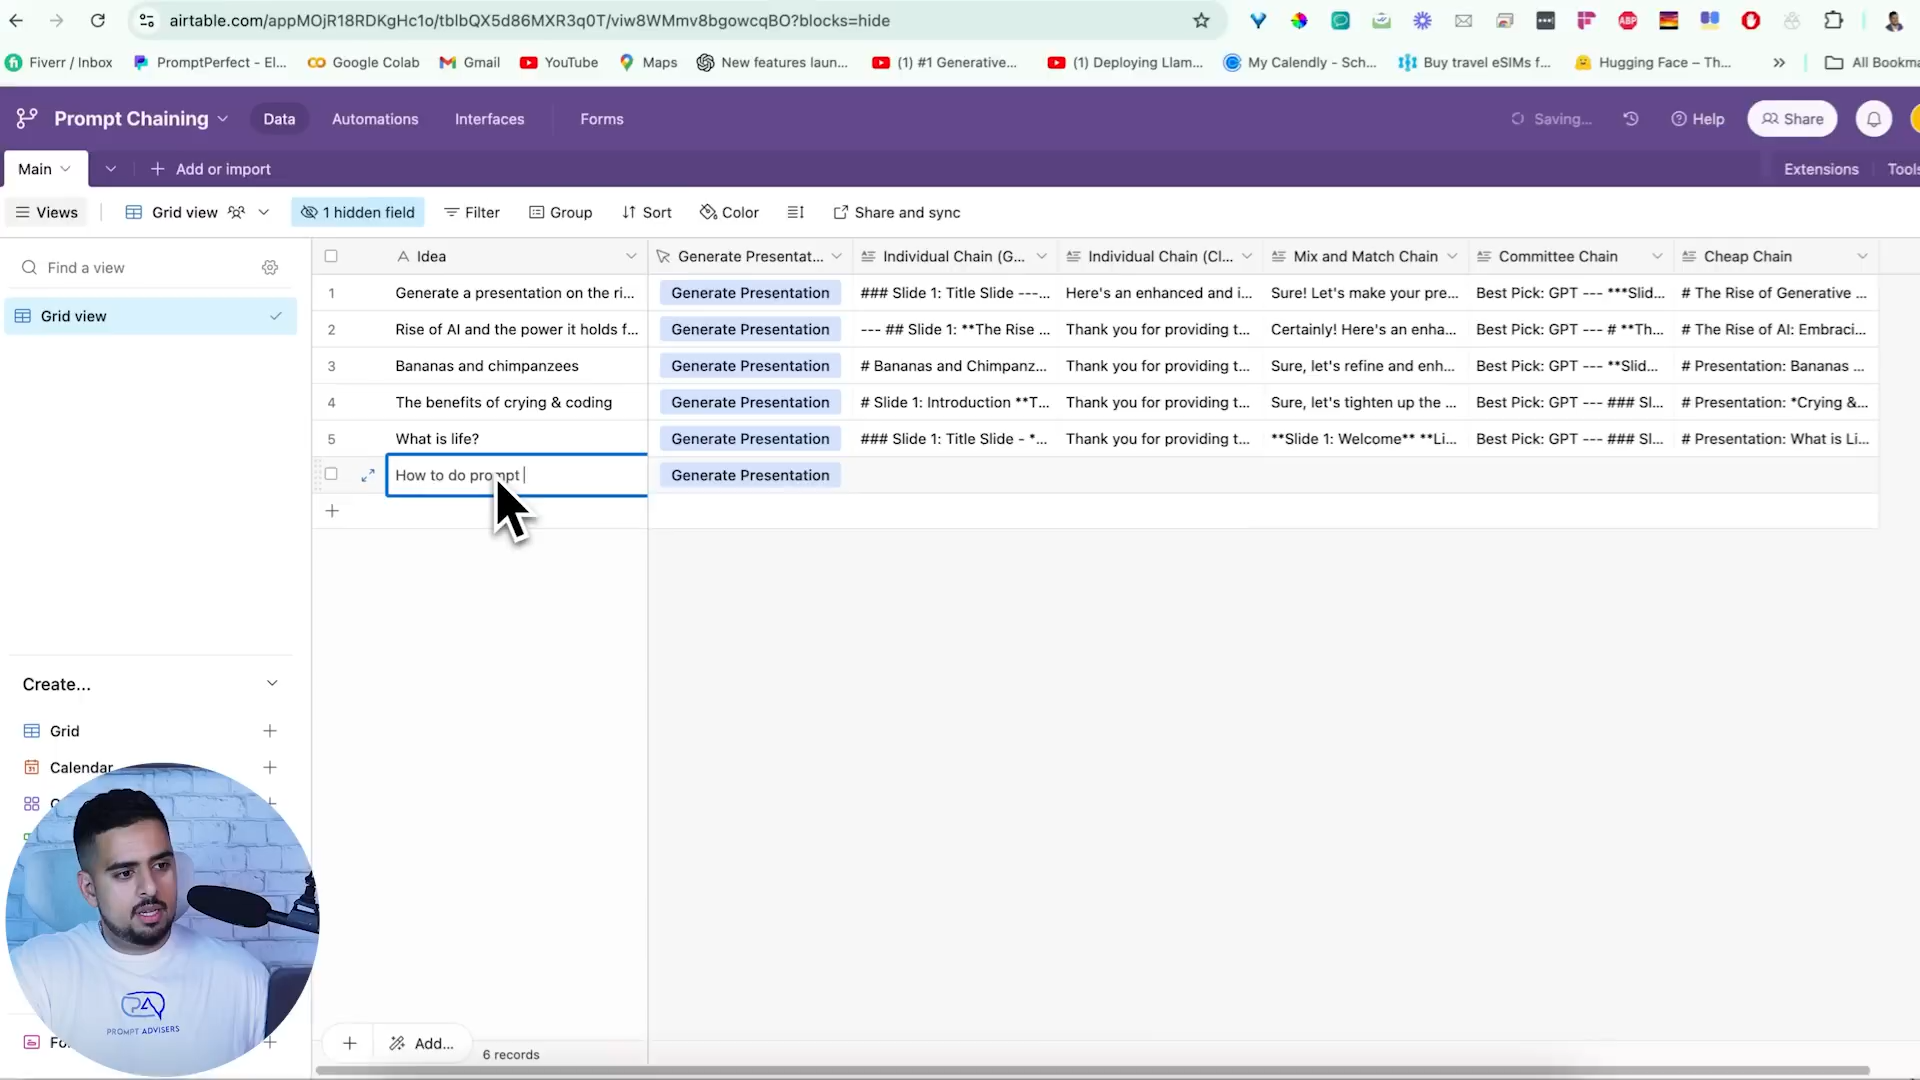 airtable.com/appMOjR18RDKgHc1o/tblbQX5d86MXR3q0T/viw8WMmv8bgowcqBO?blocks=hide
Fiverr / Inbox
PromptPerfect - El...
Google Colab
Gmail
YouTube
Maps
New features laun...
(1) #1 Generative...
(1) Deploying Llam...
My Calendly - Sch...
Buy travel eSIMs f...
Hugging Face – Th...
All Bookma
Prompt Chaining
Data
Automations
Interfaces
Forms
Saving...
Help
Share
Main
Add or import
Extensions
Tools
Views
Grid view
1 hidden field
Filter
Group
Sort
Color
Share and sync
Find a view
Grid view
Idea
Generate Presentat...
Individual Chain (G...
Individual Chain (Cl...
Mix and Match Chain
Committee Chain
Cheap Chain
1 Generate a presentation on the ri... Generate Presentation ### Slide 1: Title Slide ---... Here's an enhanced and i... Sure! Let's make your pre... Best Pick: GPT --- ***Slid... # The Rise of Generative ...
2 Rise of AI and the power it holds f... Generate Presentation --- ## Slide 1: **The Rise ... Thank you for providing t... Certainly! Here's an enha... Best Pick: GPT --- # **Th... # The Rise of AI: Embraci...
3 Bananas and chimpanzees Generate Presentation # Bananas and Chimpanz... Thank you for providing t... Sure, let's refine and enh... Best Pick: GPT --- **Slid... # Presentation: Bananas ...
4 The benefits of crying & coding Generate Presentation # Slide 1: Introduction **T... Thank you for providing t... Sure, let's tighten up the ... Best Pick: GPT --- ### Sl... # Presentation: *Crying &...
5 What is life? Generate Presentation ### Slide 1: Title Slide - *... Thank you for providing t... **Slide 1: Welcome** **Li... Best Pick: GPT --- ### Sl... # Presentation: What is Li...
How to do prompt Generate Presentation
Create...
Grid
Calendar
Fo
PROMPT ADVISERS
Add...
6 records